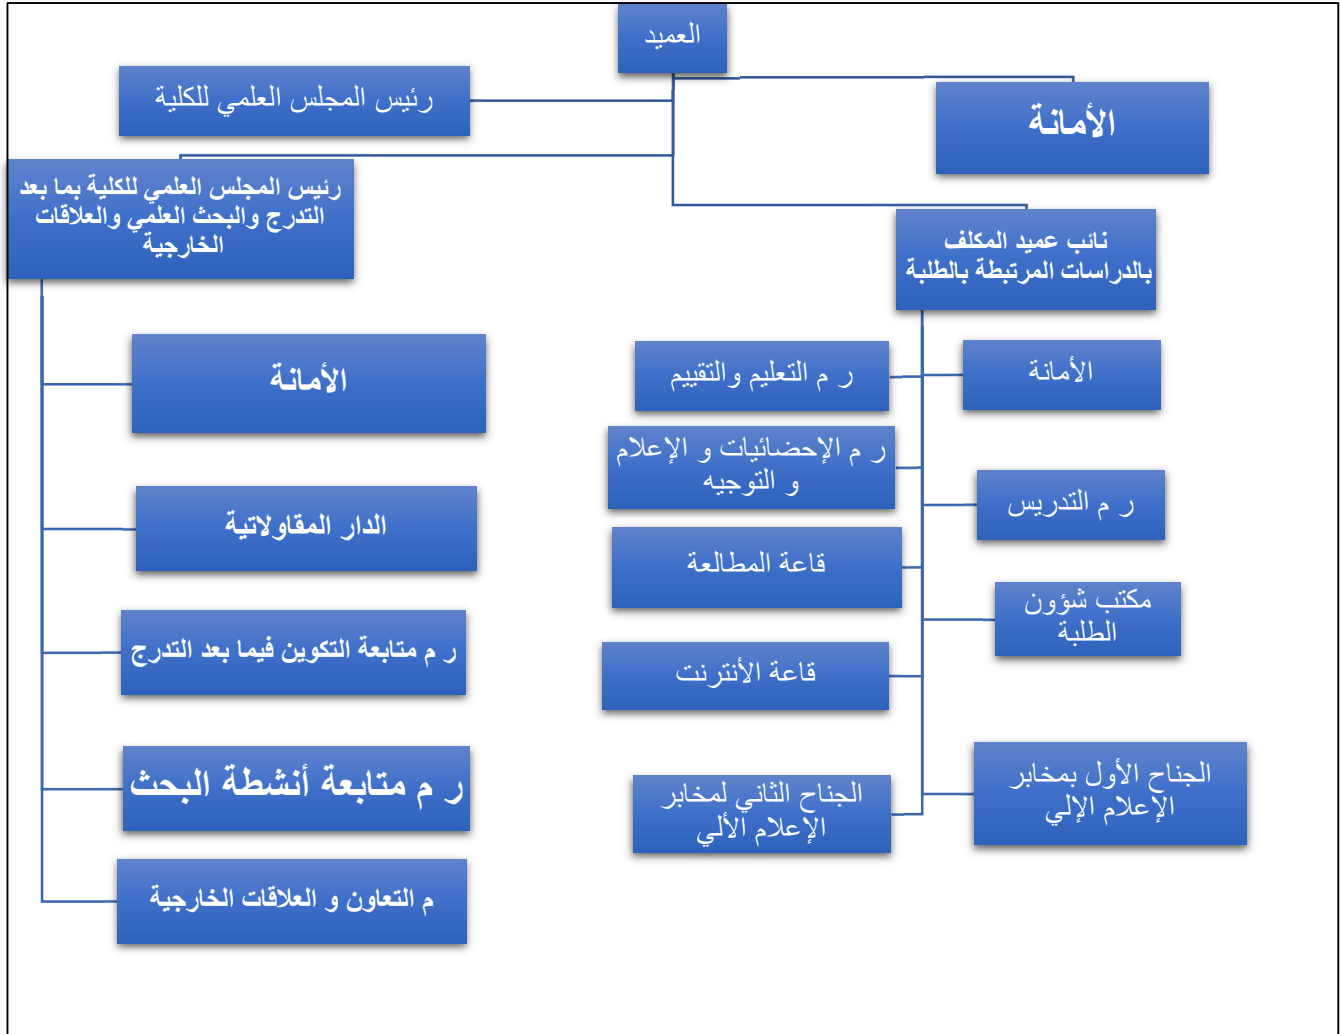 العميد
الأمانة
رئيس المجلس العلمي للكلية
رئيس المجلس العلمي للكلية بما بعد
التدرج والبحث العلمي والعلاقات
الخارجية
نائب عميد المكلف
بالدراسات المرتبطة بالطلبة
الأمانة
ر م التعليم والتقييم
ر م الإحضائيات و الإعلام
و التوجيه
ر م التدريس
قاعة المطالعة
مكتب شؤون
الطلبة
قاعة الأنترنت
الجناح الأول بمخابر
الإعلام الإلي
الجناح الثاني لمخابر
الإعلام الألي
الأمانة
الدار المقاولاتية
ر م متابعة التكوين فيما بعد التدرج
ر م متابعة أنشطة البحث
م التعاون و العلاقات الخارجية